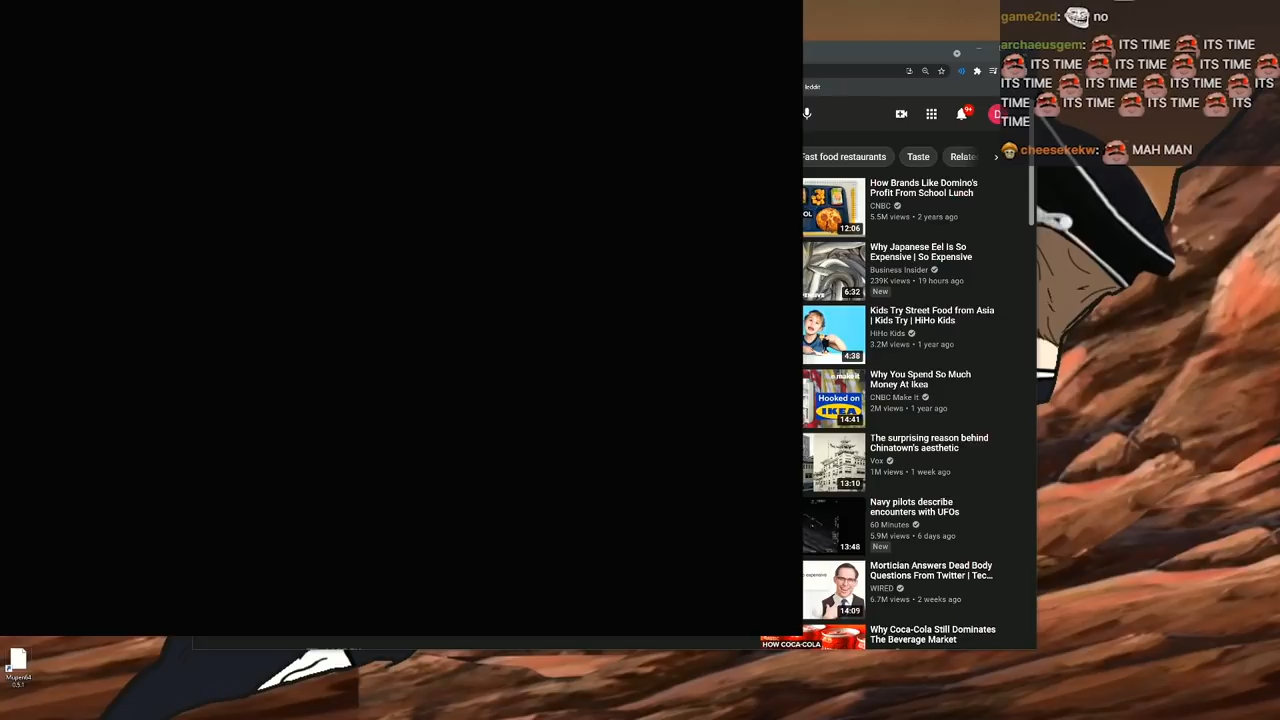 game2nd: no
archaeusgem: ITS TIME ITS TIME
ITS TIME ITS TIME ITS TIME
ITS TIME ITS TIME ITS TIME ITS
TIME ITS TIME ITS TIME ITS
TIME
cheesekekw: MAH MAN
9+
D
Fast food restaurants
Taste
How Brands Like Domino's
Profit From School Lunch
CNBC
5.5M views • 2 years ago
12:06
Why Japanese Eel Is So
Expensive | So Expensive
Business Insider
239K views • 19 hours ago
New
6:32
Kids Try Street Food from Asia
| Kids Try | HiHo Kids
HiHo Kids
3.2M views • 1 year ago
4:38
Why You Spend So Much
Money At Ikea
CNBC Make It
2M views • 1 year ago
make it
Hooked on
IKEA
14:41
The surprising reason behind
Chinatown's aesthetic
Vox
1M views • 1 week ago
13:10
Navy pilots describe
encounters with UFOs
60 Minutes
5.9M views • 6 days ago
New
13:48
Mortician Answers Dead Body
Questions From Twitter | Tec...
WIRED
6.7M views • 2 weeks ago
expensive
14:09
Why Coca-Cola Still Dominates
The Beverage Market
HOW COCA-COLA
Mupen64
0.5.1